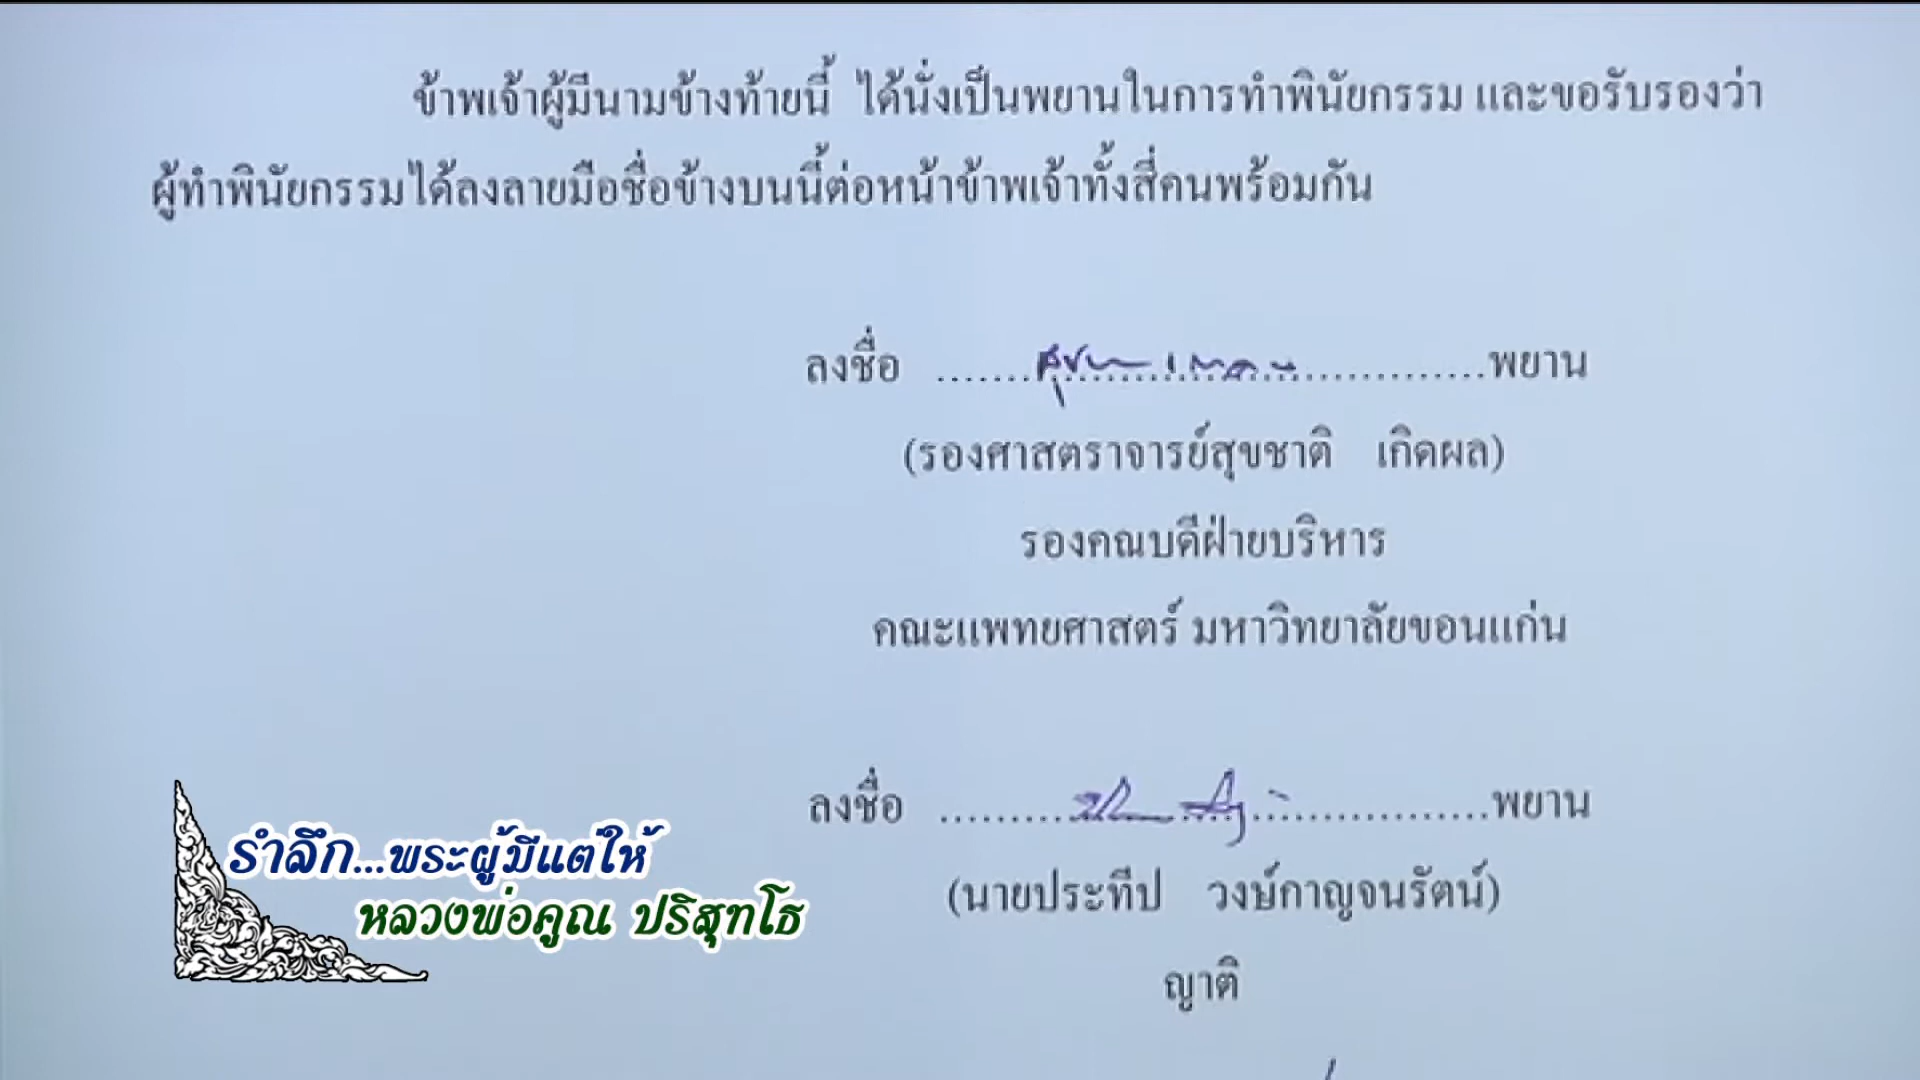 ข้าพเจ้าผู้มีนามข้างท้ายนี้ ได้นั่งเป็นพยานในการทำพินัยกรรม และขอรับรองว่า
ผู้ทำพินัยกรรมได้ลงลายมือชื่อข้างบนนี้ต่อหน้าข้าพเจ้าทั้งสี่คนพร้อมกัน
ลงชื่อ ................................พยาน
(รองศาสตราจารย์สุขชาติ เกิดผล)
รองคณบดีฝ่ายบริหาร
คณะแพทยศาสตร์ มหาวิทยาลัยขอนแก่น
ลงชื่อ ................................พยาน
(นายประทีป วงษ์กาญจนรัตน์)
ญาติ
รำลึก...พระผู้มีแต่ให้
หลวงพ่อคูณ ปริสุทโธ